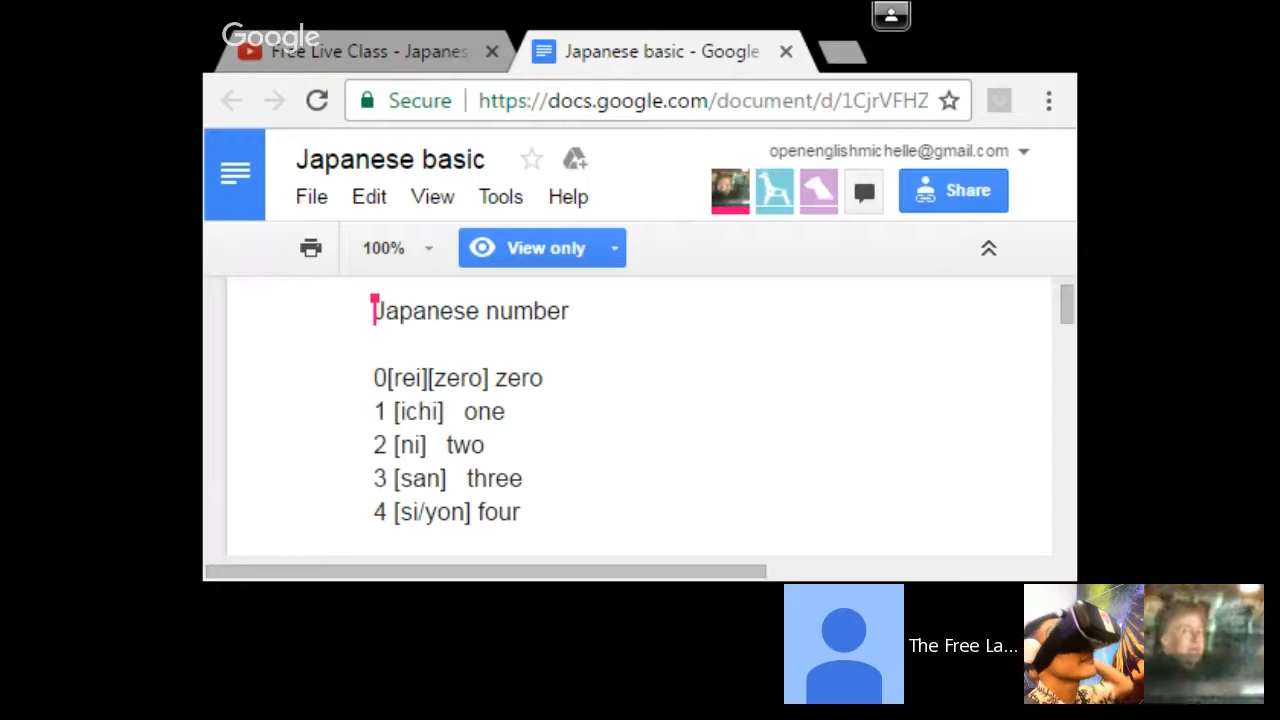 Google
Free Live Class - Japanes
Japanese basic - Google
Secure
https://docs.google.com/document/d/1CjrVFHZ
Japanese basic
openenglishmichelle@gmail.com
File Edit View Tools Help
Share
100%
View only
Japanese number
0[rei][zero] zero
1 [ichi] one
2 [ni] two
3 [san] three
4 [si/yon] four
The Free La...